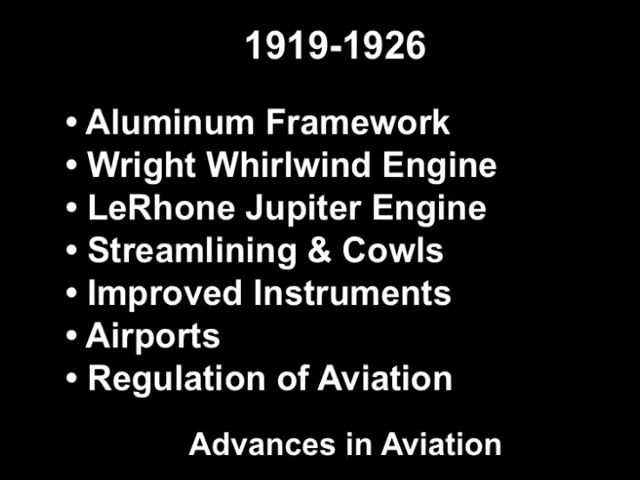 1919-1926
• Aluminum Framework
• Wright Whirlwind Engine
• LeRhone Jupiter Engine
• Streamlining & Cowls
• Improved Instruments
• Airports
• Regulation of Aviation
Advances in Aviation